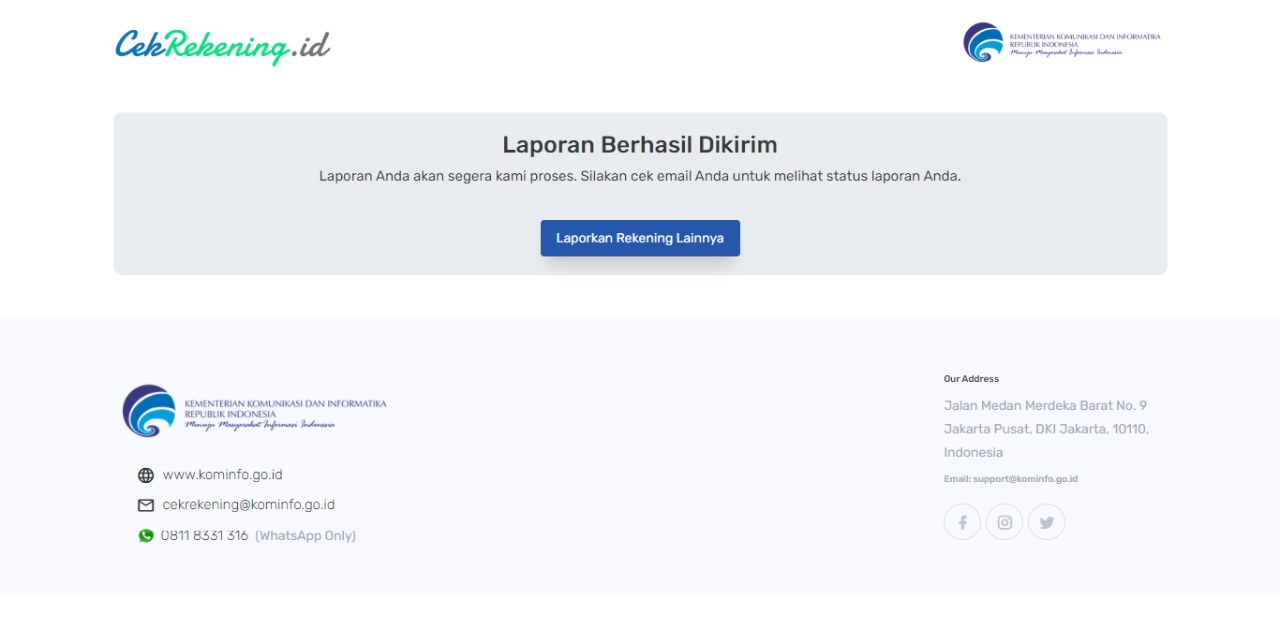 CekRekening.id
KEMENTERIAN KOMUNIKASI DAN INFORMATIKA
REPUBLIK INDONESIA
Menuju Masyarakat Informasi Indonesia
Laporan Berhasil Dikirim
Laporan Anda akan segera kami proses. Silakan cek email Anda untuk melihat status laporan Anda.
Laporkan Rekening Lainnya
KEMENTERIAN KOMUNIKASI DAN INFORMATIKA
REPUBLIK INDONESIA
Menuju Masyarakat Informasi Indonesia
www.kominfo.go.id
cekrekening@kominfo.go.id
0811 8331 316 (WhatsApp Only)
Our Address
Jalan Medan Merdeka Barat No. 9
Jakarta Pusat, DKI Jakarta, 10110,
Indonesia
Email: support@kominfo.go.id